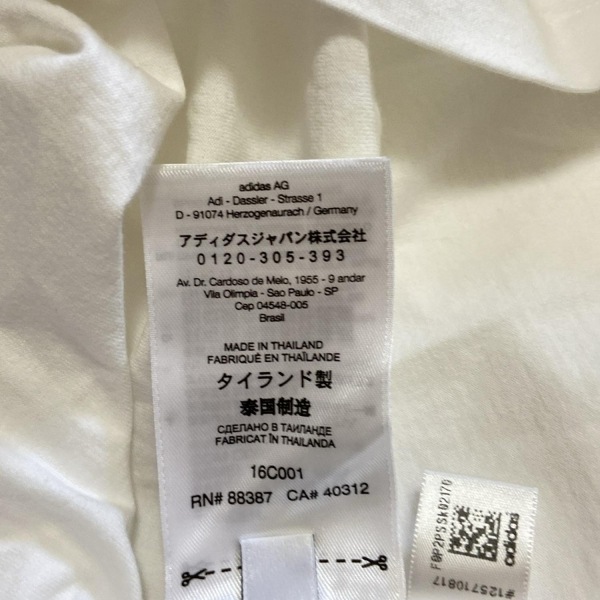 adidas AG
Adi - Dassler - Strasse 1
D - 91074 Herzogenaurach / Germany
アディダスジャパン株式会社
0120-305-393
Av. Dr. Cardoso de Melo, 1955 - 9 andar
Vila Olimpia - Sao Paulo - SP
Cep 04548-005
Brasil
MADE IN THAILAND
FABRIQUÉ EN THAÏLANDE
タイランド製
泰国制造
СДЕЛАНО В ТАИЛАНДЕ
FABRICAT ÎN THAILANDA
16C001
RN# 88387 CA# 40312
F0P2PSSK02170
adidas
#125710817